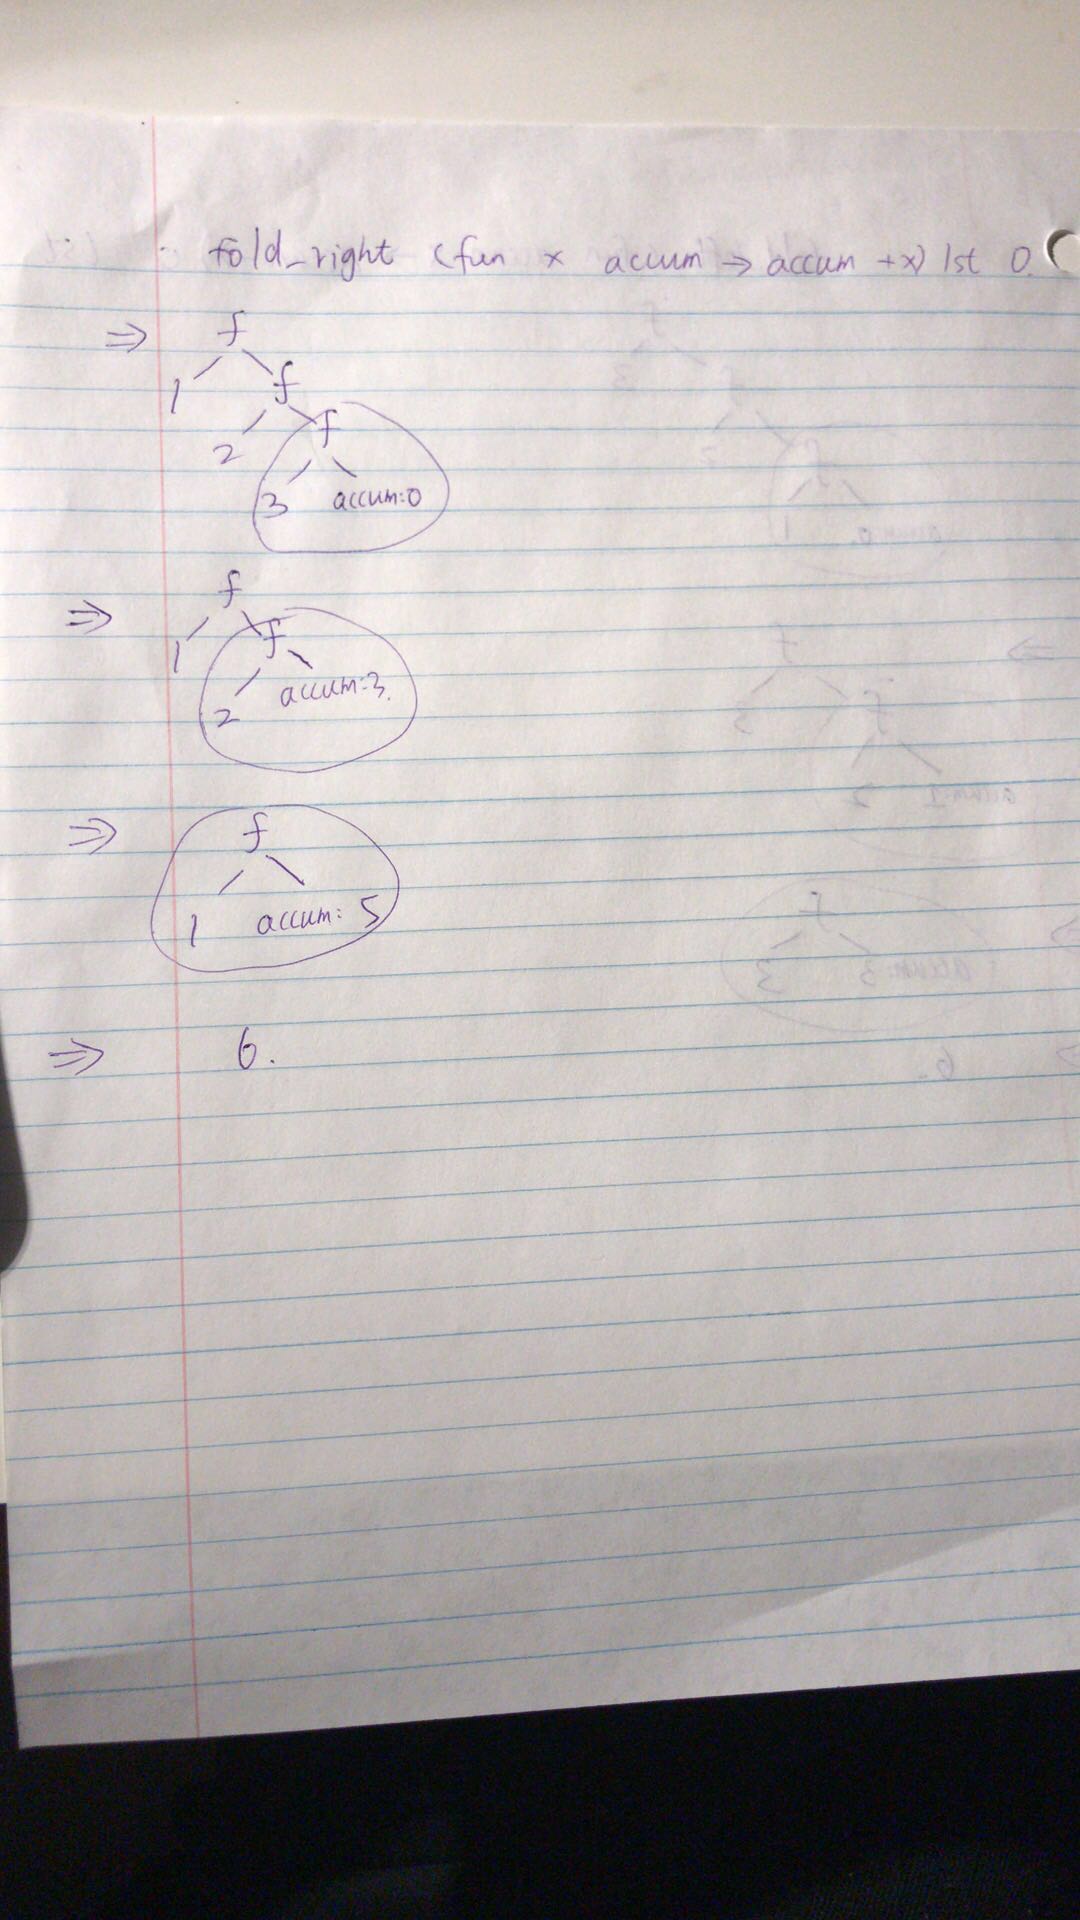 fold_right (fun x accum → accum +x) lst 0.
⇒ f
1 f
2 f
3 accum:0
⇒ f
1 f
2 accum:3.
⇒ f
1 accum: 5
⇒ 6.